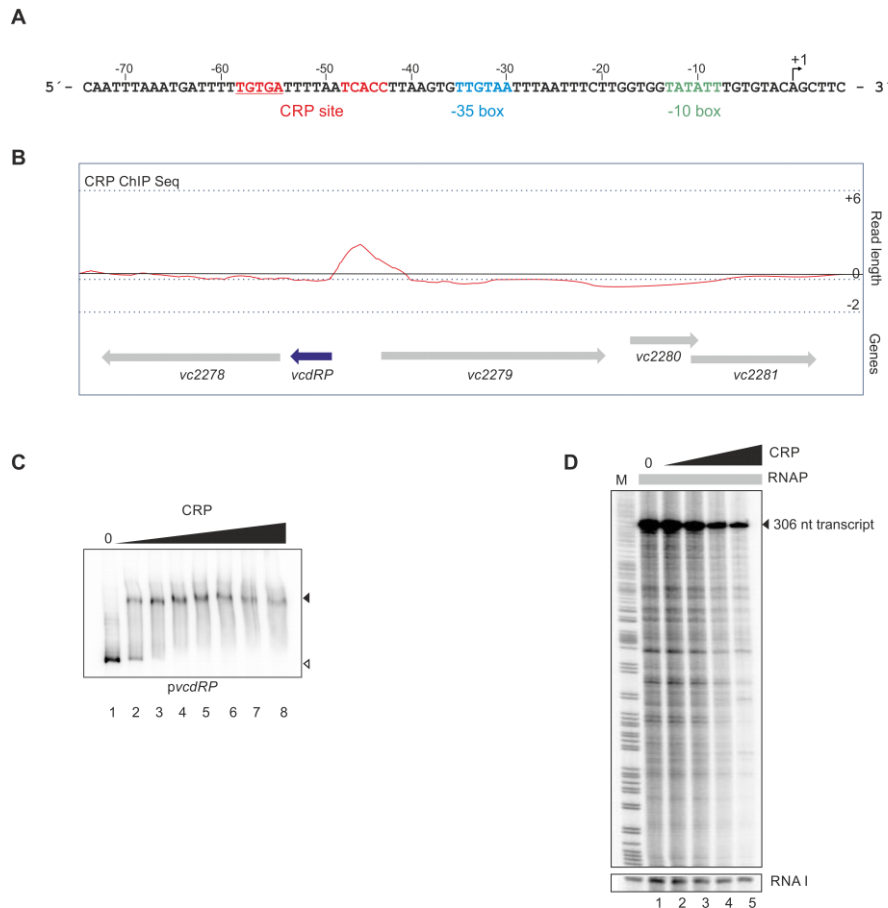 A
-70 -50 -40 -30 -20 -10 +1
5´ - CAATTTAAATGATTTTTGTGATTTTAATCACCTTAAGTGTTGTAATTTAATTTCTTGGTGGTATATTTGTGTACAGCTTC - 3´
CRP site -35 box -10 box
B
CRP ChIP Seq
+6
0
-2
Read length
Genes
vc2278 vcdRP vc2279 vc2280 vc2281
C
CRP
0
pvcdRP
1 2 3 4 5 6 7 8
D
0 CRP
M RNAP
306 nt transcript
RNA I
1 2 3 4 5